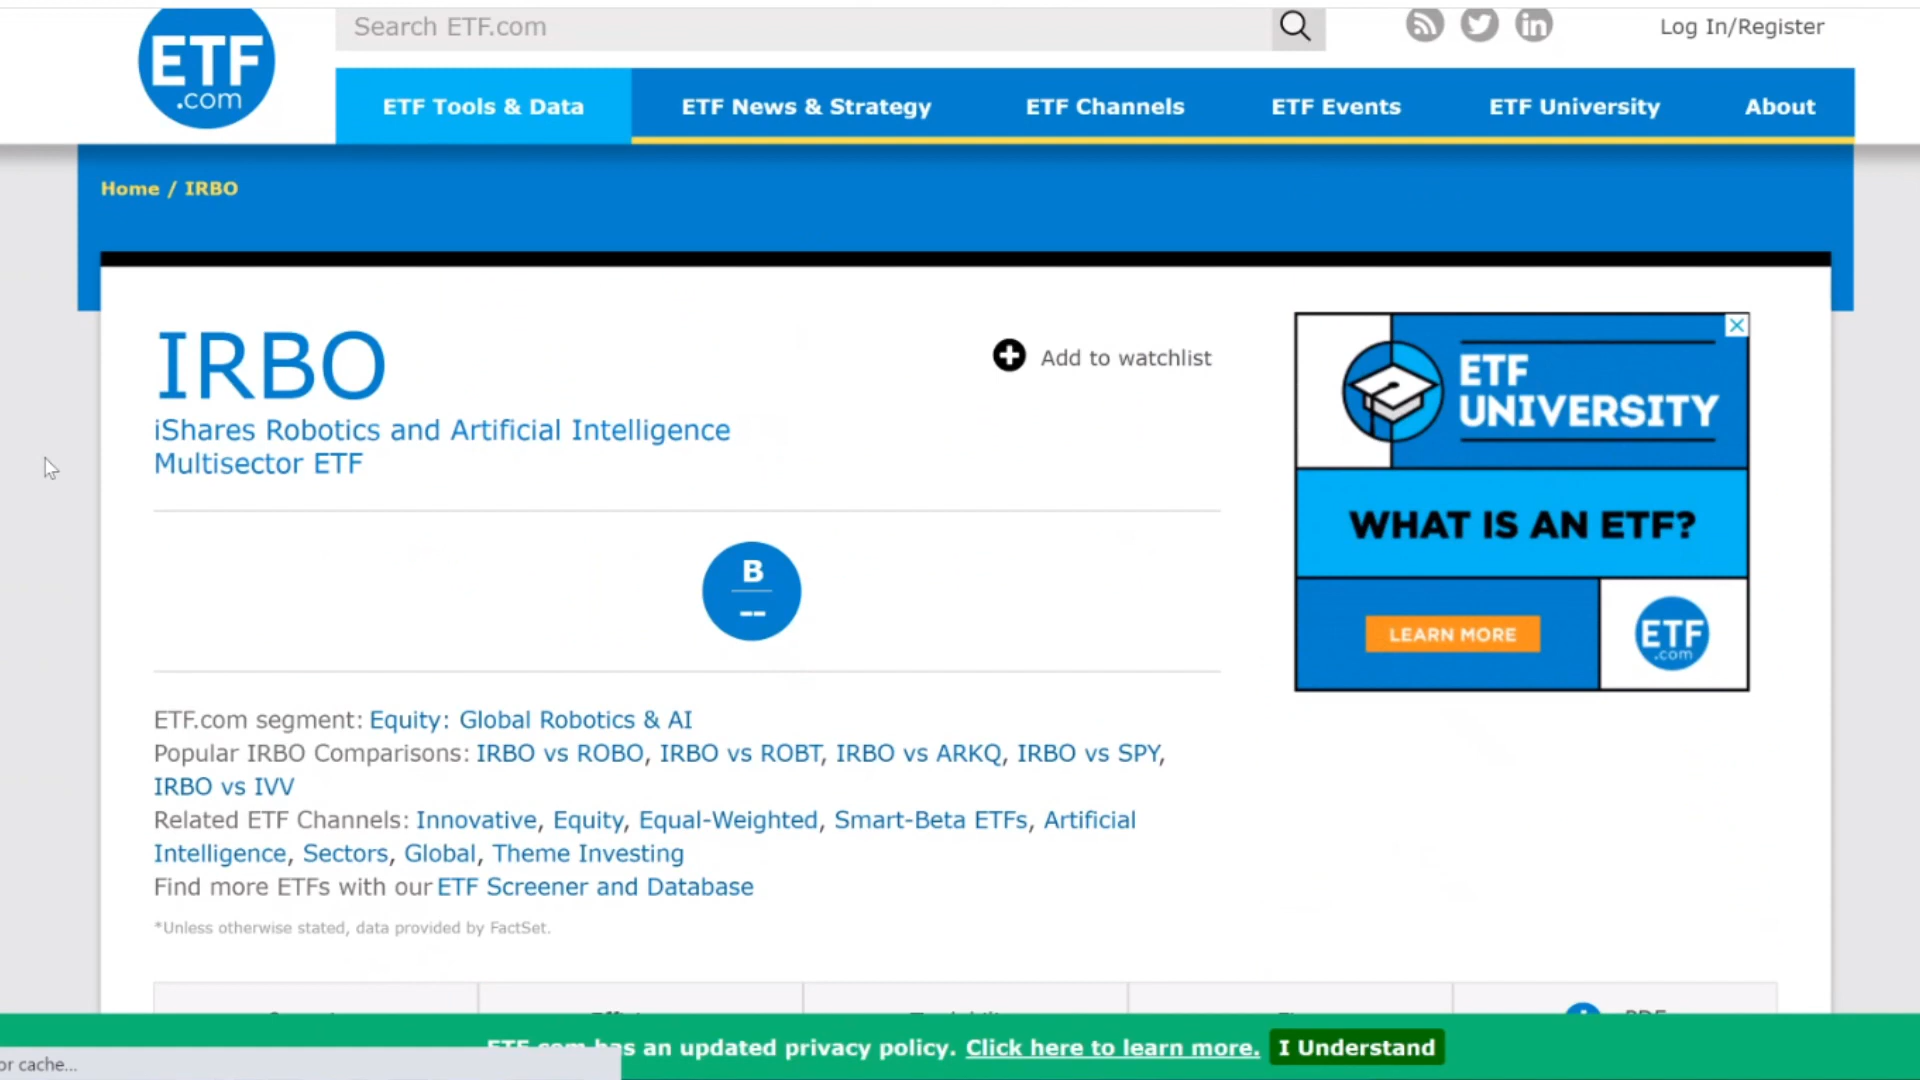 ETF
.com
Search ETF.com
Log In/Register
ETF Tools & Data
ETF News & Strategy
ETF Channels
ETF Events
ETF University
About
Home / IRBO
IRBO
iShares Robotics and Artificial Intelligence
Multisector ETF
Add to watchlist
B
--
ETF
UNIVERSITY
WHAT IS AN ETF?
LEARN MORE
ETF
.com
ETF.com segment: Equity: Global Robotics & AI
Popular IRBO Comparisons: IRBO vs ROBO, IRBO vs ROBT, IRBO vs ARKQ, IRBO vs SPY,
IRBO vs IVV
Related ETF Channels: Innovative, Equity, Equal-Weighted, Smart-Beta ETFs, Artificial
Intelligence, Sectors, Global, Theme Investing
Find more ETFs with our ETF Screener and Database
*Unless otherwise stated, data provided by FactSet.
PDF
ETF.com has an updated privacy policy. Click here to learn more. I Understand
or cache...